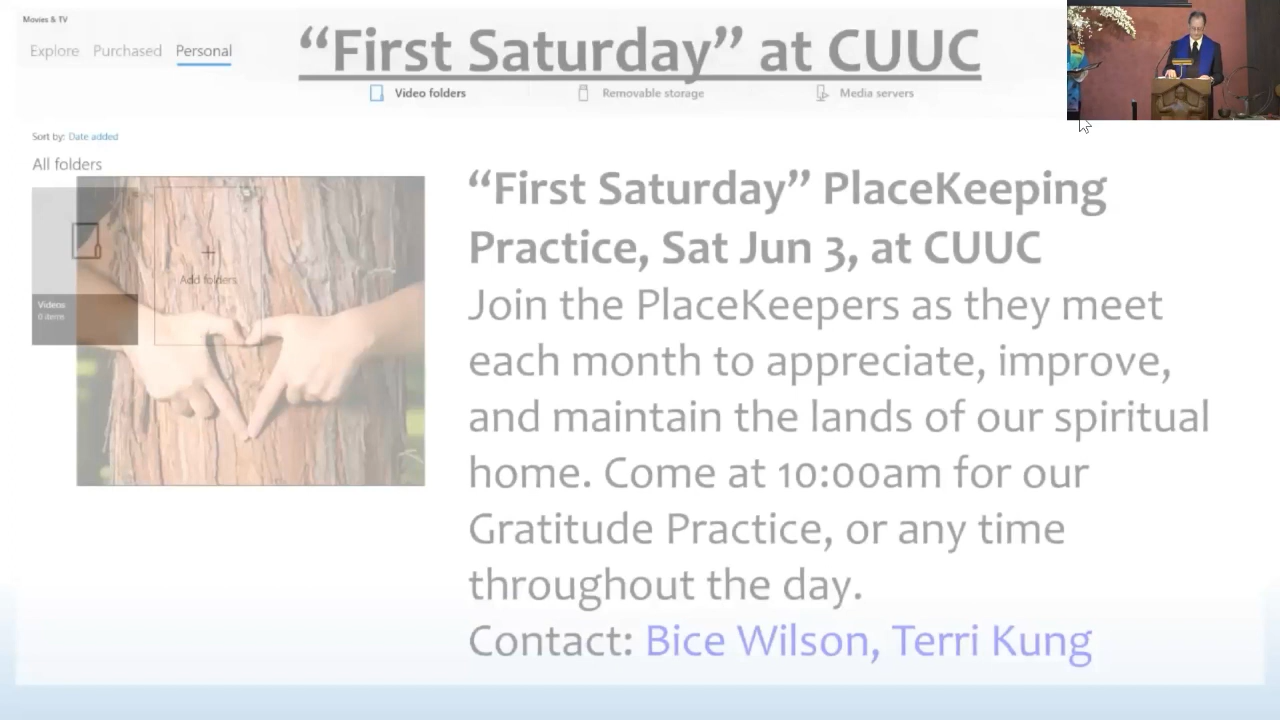 Movies & TV
Explore Purchased Personal
“First Saturday” at CUUC
Video folders Removable storage Media servers
Sort by: Date added
All folders
Add folders
Videos
0 items
“First Saturday” PlaceKeeping
Practice, Sat Jun 3, at CUUC
Join the PlaceKeepers as they meet
each month to appreciate, improve,
and maintain the lands of our spiritual
home. Come at 10:00am for our
Gratitude Practice, or any time
throughout the day.
Contact: Bice Wilson, Terri Kung